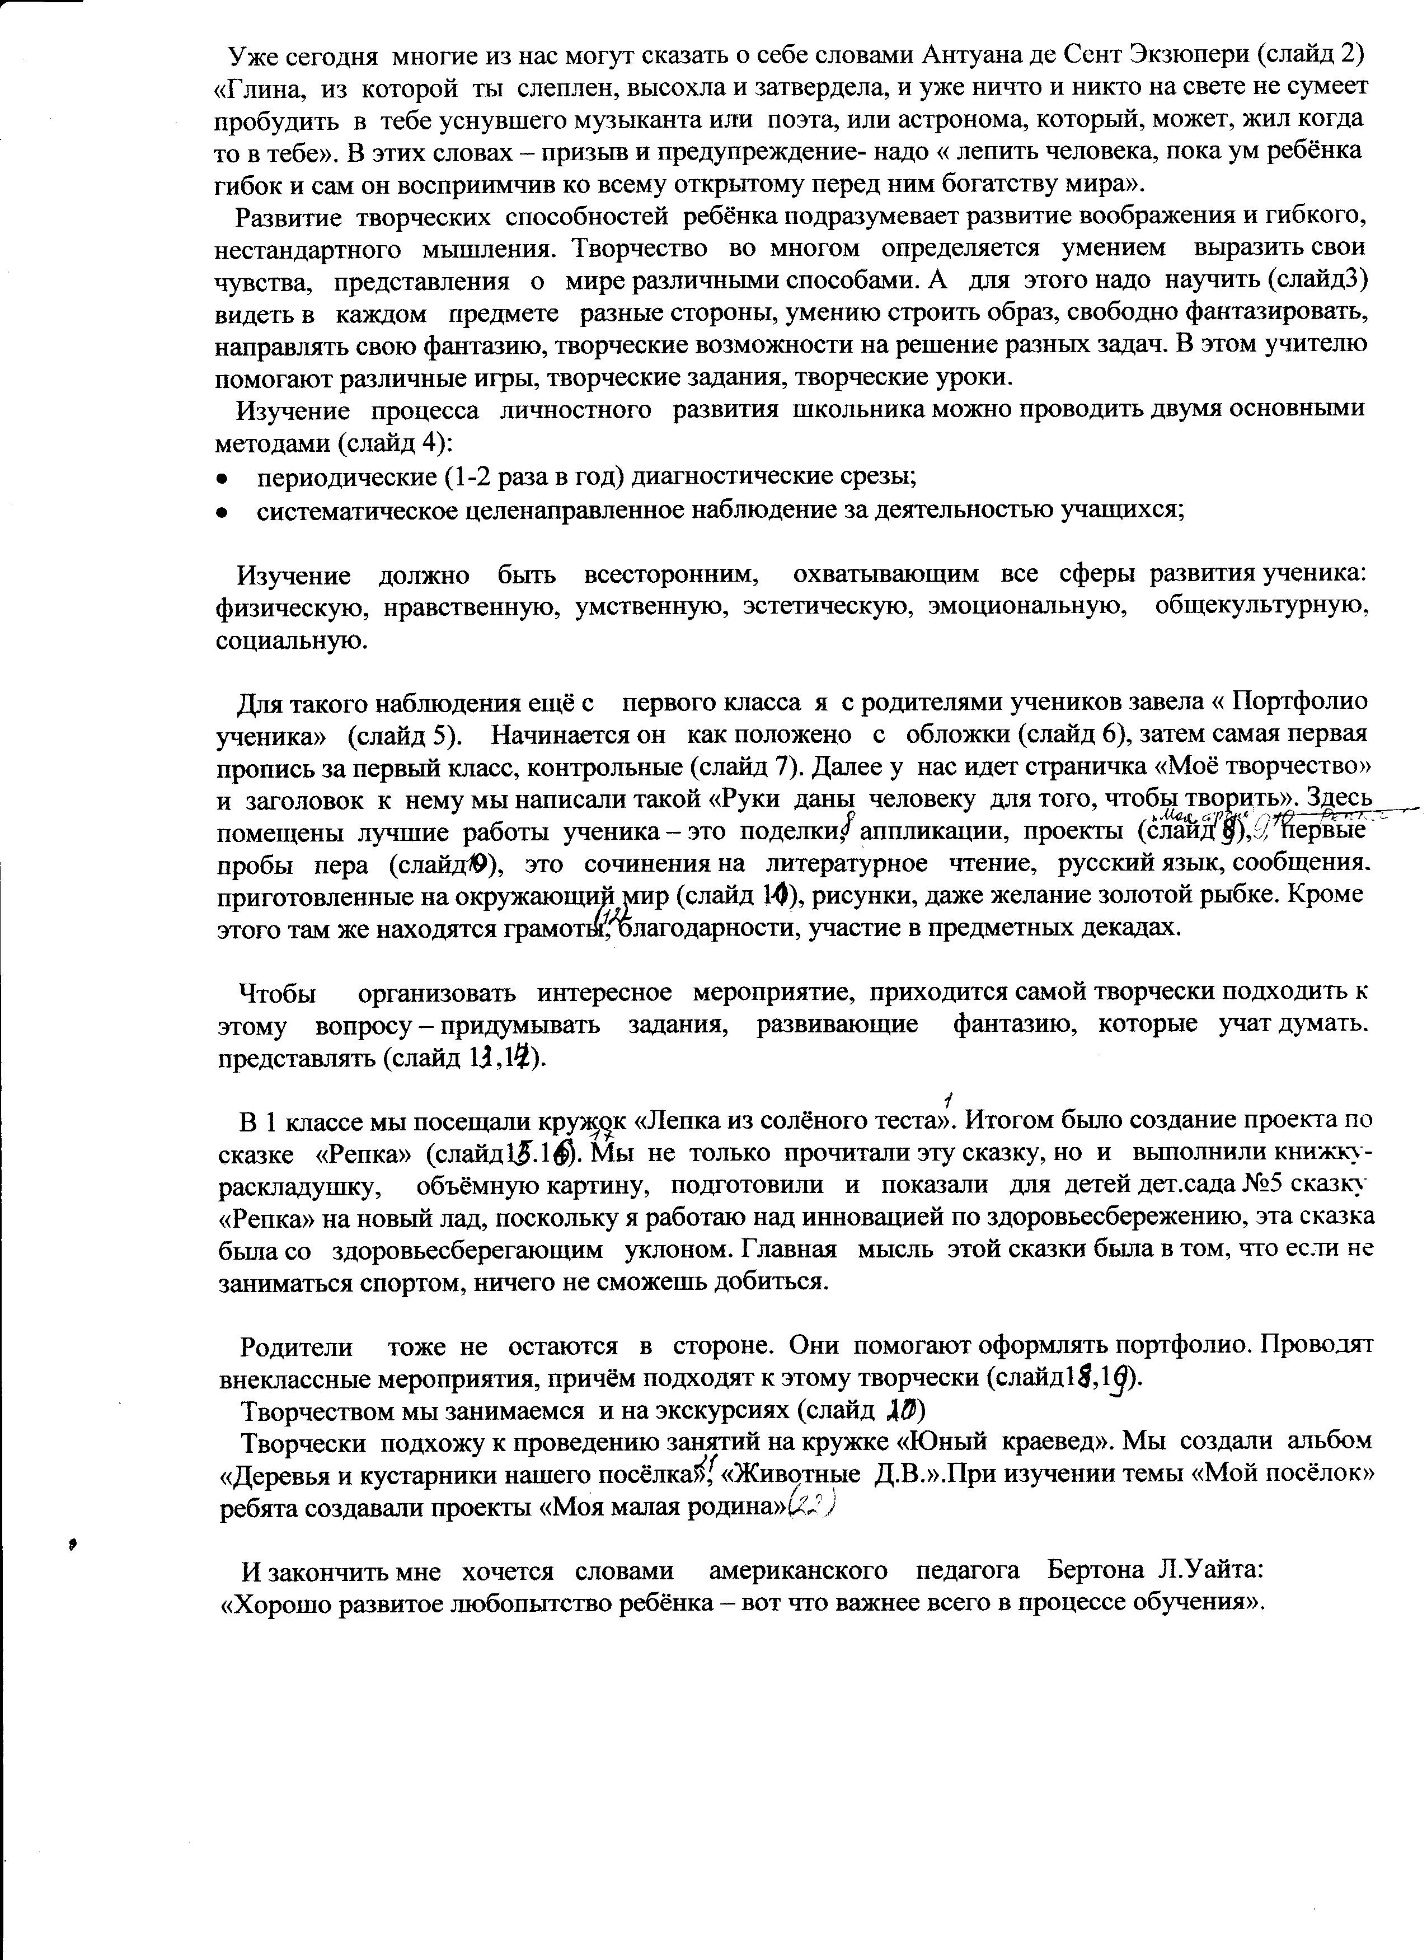 Уже сегодня многие из нас могут сказать о себе словами Антуана де Сент Экзюпери (слайд 2)
«Глина, из которой ты слеплен, высохла и затвердела, и уже ничто и никто на свете не сумеет
пробудить в тебе уснувшего музыканта или поэта, или астронома, который, может, жил когда
то в тебе». В этих словах – призыв и предупреждение- надо « лепить человека, пока ум ребёнка
гибок и сам он восприимчив ко всему открытому перед ним богатству мира».
Развитие творческих способностей ребёнка подразумевает развитие воображения и гибкого,
нестандартного мышления. Творчество во многом определяется умением выразить свои
чувства, представления о мире различными способами. А для этого надо научить (слайд3)
видеть в каждом предмете разные стороны, умению строить образ, свободно фантазировать,
направлять свою фантазию, творческие возможности на решение разных задач. В этом учителю
помогают различные игры, творческие задания, творческие уроки.
Изучение процесса личностного развития школьника можно проводить двумя основными
методами (слайд 4):
• периодические (1-2 раза в год) диагностические срезы;
• систематическое целенаправленное наблюдение за деятельностью учащихся;
Изучение должно быть всесторонним, охватывающим все сферы развития ученика:
физическую, нравственную, умственную, эстетическую, эмоциональную, общекультурную,
социальную.
Для такого наблюдения ещё с первого класса я с родителями учеников завела « Портфолио
ученика» (слайд 5). Начинается он как положено с обложки (слайд 6), затем самая первая
пропись за первый класс, контрольные (слайд 7). Далее у нас идет страничка «Моё творчество»
и заголовок к нему мы написали такой «Руки даны человеку для того, чтобы творить». Здесь
помещены лучшие работы ученика – это поделки, аппликации, проекты (слайд 8), первые
пробы пера (слайд), это сочинения на литературное чтение, русский язык, сообщения.
приготовленные на окружающий мир (слайд 10), рисунки, даже желание золотой рыбке. Кроме
этого там же находятся грамоты, благодарности, участие в предметных декадах.
Чтобы организовать интересное мероприятие, приходится самой творчески подходить к
этому вопросу – придумывать задания, развивающие фантазию, которые учат думать.
представлять (слайд ).
В 1 классе мы посещали кружок «Лепка из солёного теста». Итогом было создание проекта по
сказке «Репка» (слайд). Мы не только прочитали эту сказку, но и выполнили книжку-
раскладушку, объёмную картину, подготовили и показали для детей дет.сада №5 сказку
«Репка» на новый лад, поскольку я работаю над инновацией по здоровьесбережению, эта сказка
была со здоровьесберегающим уклоном. Главная мысль этой сказки была в том, что если не
заниматься спортом, ничего не сможешь добиться.
Родители тоже не остаются в стороне. Они помогают оформлять портфолио. Проводят
внеклассные мероприятия, причём подходят к этому творчески (слайд18,19).
Творчеством мы занимаемся и на экскурсиях (слайд 20)
Творчески подхожу к проведению занятий на кружке «Юный краевед». Мы создали альбом
«Деревья и кустарники нашего посёлка», «Животные Д.В.».При изучении темы «Мой посёлок»
ребята создавали проекты «Моя малая родина»(22)
И закончить мне хочется словами американского педагога Бертона Л.Уайта:
«Хорошо развитое любопытство ребёнка – вот что важнее всего в процессе обучения».